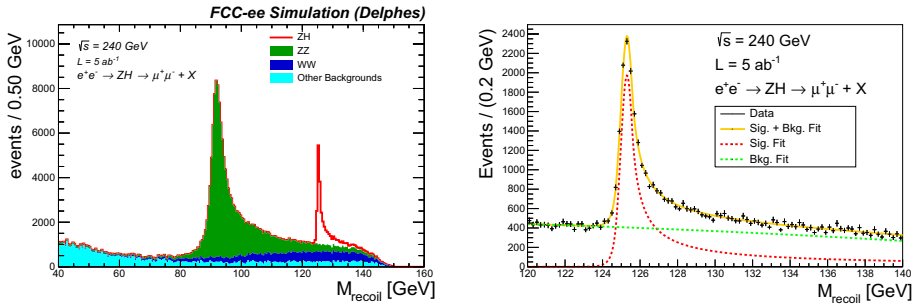 FCC-ee Simulation (Delphes)
events / 0.50 GeV
10000
8000
6000
4000
2000
0
√s = 240 GeV
L = 5 ab⁻¹
e⁺e⁻ → ZH → μ⁺μ⁻ + X
ZH
ZZ
WW
Other Backgrounds
40 60 80 100 120 140 160
M_recoil [GeV]
Events / (0.2 GeV)
2400
2200
2000
1800
1600
1400
1200
1000
800
600
400
200
0
√s = 240 GeV
L = 5 ab⁻¹
e⁺e⁻ → ZH → μ⁺μ⁻ + X
Data
Sig. + Bkg. Fit
Sig. Fit
Bkg. Fit
120 122 124 126 128 130 132 134 136 138 140
M_recoil [GeV]